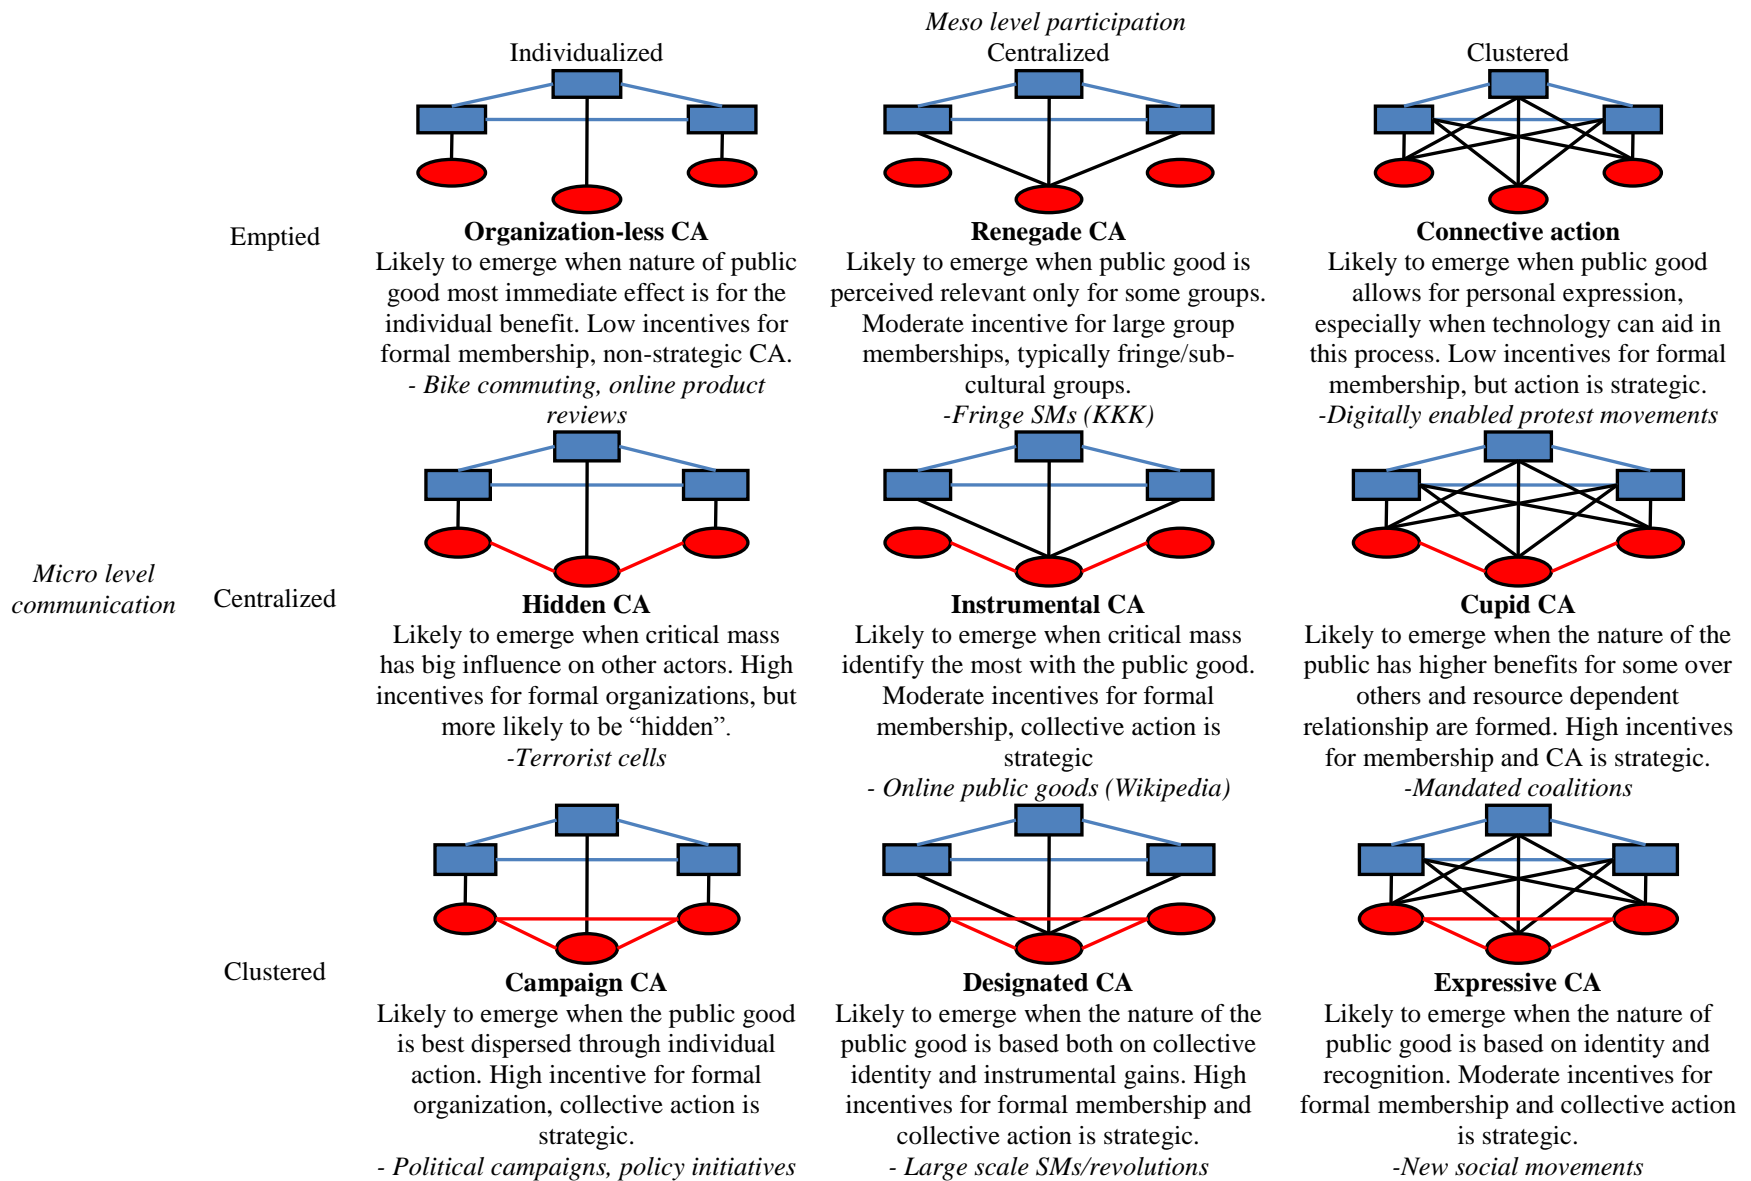 Meso level participation
Individualized
Centralized
Clustered
Emptied
Organization-less CA
Likely to emerge when nature of public
good most immediate effect is for the
individual benefit. Low incentives for
formal membership, non-strategic CA.
- Bike commuting, online product
reviews
Renegade CA
Likely to emerge when public good is
perceived relevant only for some groups.
Moderate incentive for large group
memberships, typically fringe/sub-
cultural groups.
-Fringe SMs (KKK)
Connective action
Likely to emerge when public good
allows for personal expression,
especially when technology can aid in
this process. Low incentives for formal
membership, but action is strategic.
-Digitally enabled protest movements
Micro level
communication
Centralized
Hidden CA
Likely to emerge when critical mass
has big influence on other actors. High
incentives for formal organizations, but
more likely to be “hidden”.
-Terrorist cells
Instrumental CA
Likely to emerge when critical mass
identify the most with the public good.
Moderate incentives for formal
membership, collective action is
strategic
- Online public goods (Wikipedia)
Cupid CA
Likely to emerge when the nature of the
public has higher benefits for some over
others and resource dependent
relationship are formed. High incentives
for membership and CA is strategic.
-Mandated coalitions
Clustered
Campaign CA
Likely to emerge when the public good
is best dispersed through individual
action. High incentive for formal
organization, collective action is
strategic.
- Political campaigns, policy initiatives
Designated CA
Likely to emerge when the nature of the
public good is based both on collective
identity and instrumental gains. High
incentives for formal membership and
collective action is strategic.
- Large scale SMs/revolutions
Expressive CA
Likely to emerge when the nature of
public good is based on identity and
recognition. Moderate incentives for
formal membership and collective action
is strategic.
-New social movements